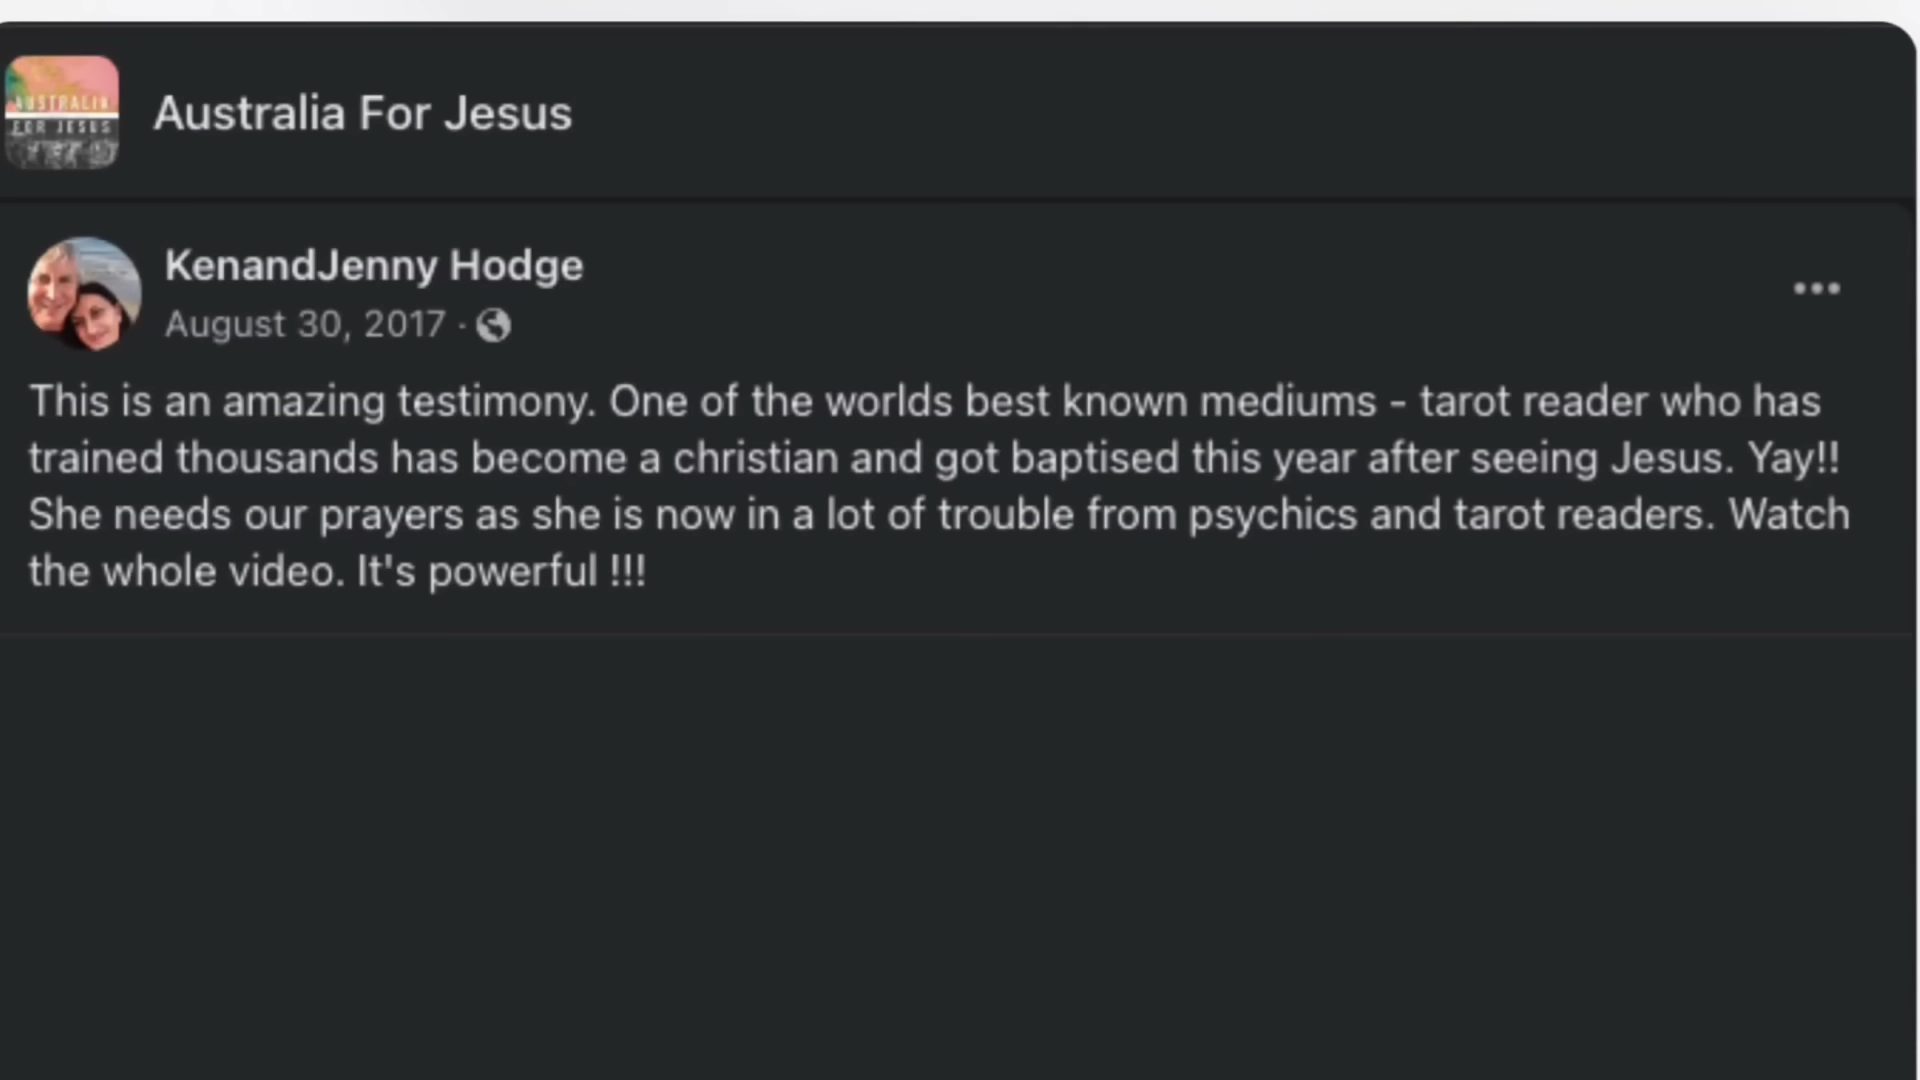 AUSTRALIA
FOR JESUS
Australia For Jesus
KenandJenny Hodge
August 30, 2017 ·
This is an amazing testimony. One of the worlds best known mediums - tarot reader who has
trained thousands has become a christian and got baptised this year after seeing Jesus. Yay!!
She needs our prayers as she is now in a lot of trouble from psychics and tarot readers. Watch
the whole video. It's powerful !!!